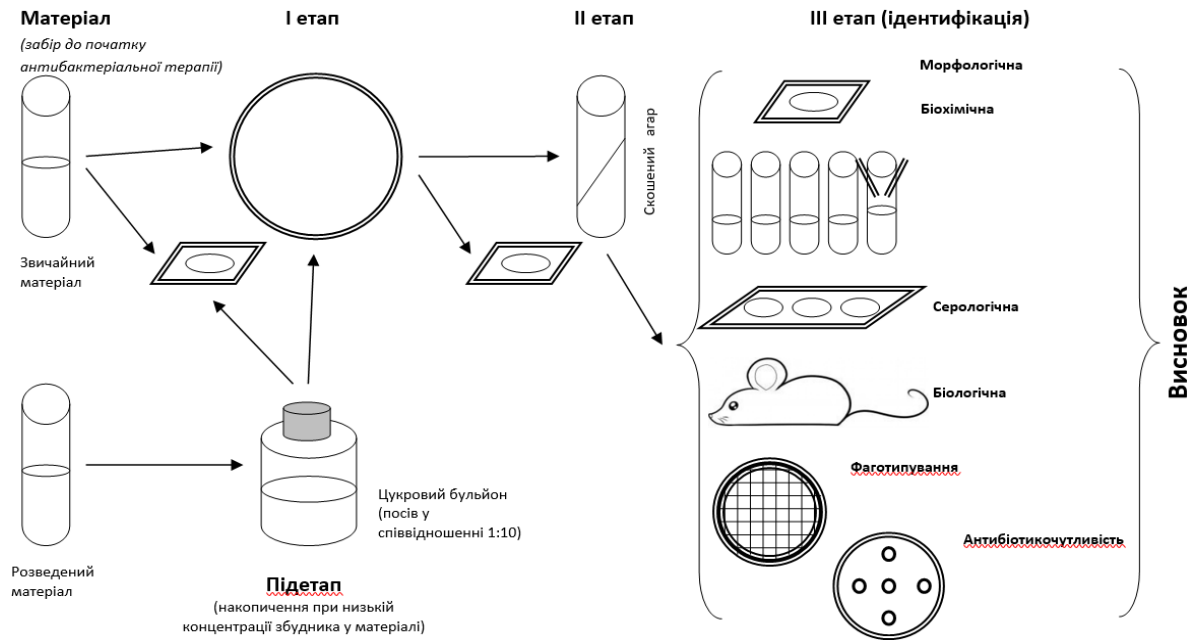 Матеріал
І етап
ІІ етап
ІІІ етап (ідентифікація)
(забір до початку
антибактеріальної терапії)
Морфологічна
Біохімічна
Скошений агар
Звичайний
матеріал
Серологічна
Висновок
Біологічна
Фаготипування
Цукровий бульйон
(посів у
співвідношенні 1:10)
Антибіотикочутливість
Розведений
матеріал
Підетап
(накопичення при низькій
концентрації збудника у матеріалі)